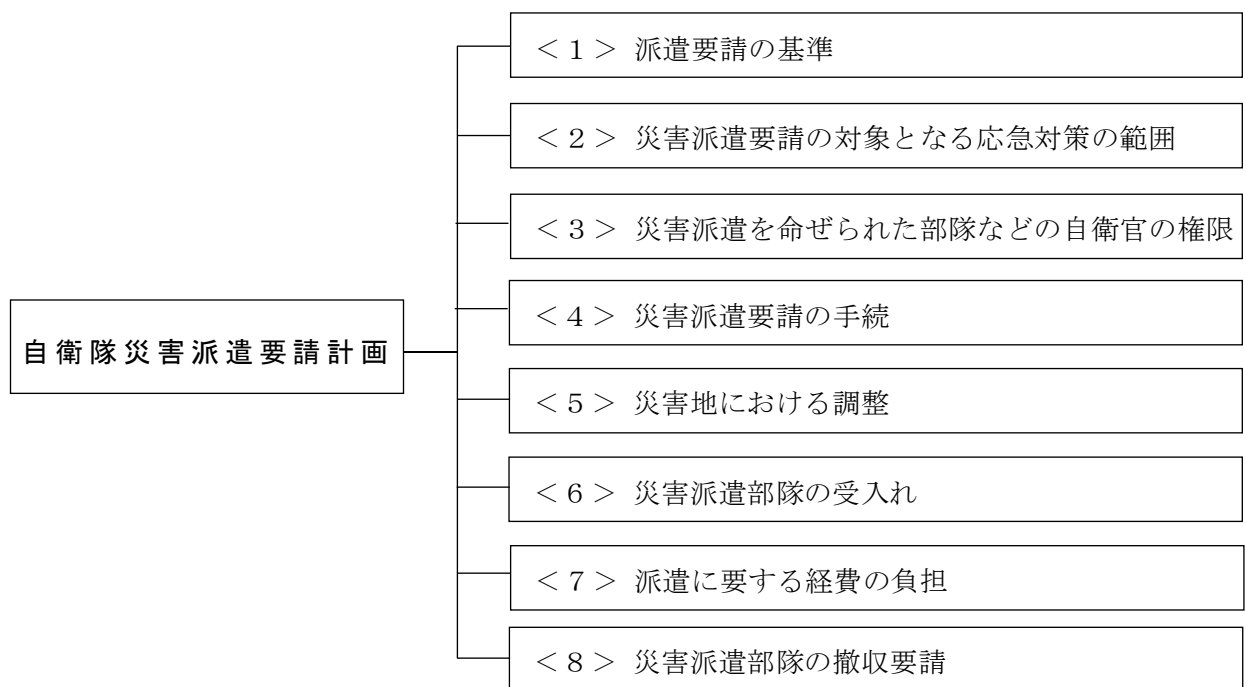 自衛隊災害派遣要請計画
＜１＞ 派遣要請の基準
＜２＞ 災害派遣要請の対象となる応急対策の範囲
＜３＞ 災害派遣を命ぜられた部隊などの自衛官の権限
＜４＞ 災害派遣要請の手続
＜５＞ 災害地における調整
＜６＞ 災害派遣部隊の受入れ
＜７＞ 派遣に要する経費の負担
＜８＞ 災害派遣部隊の撤収要請